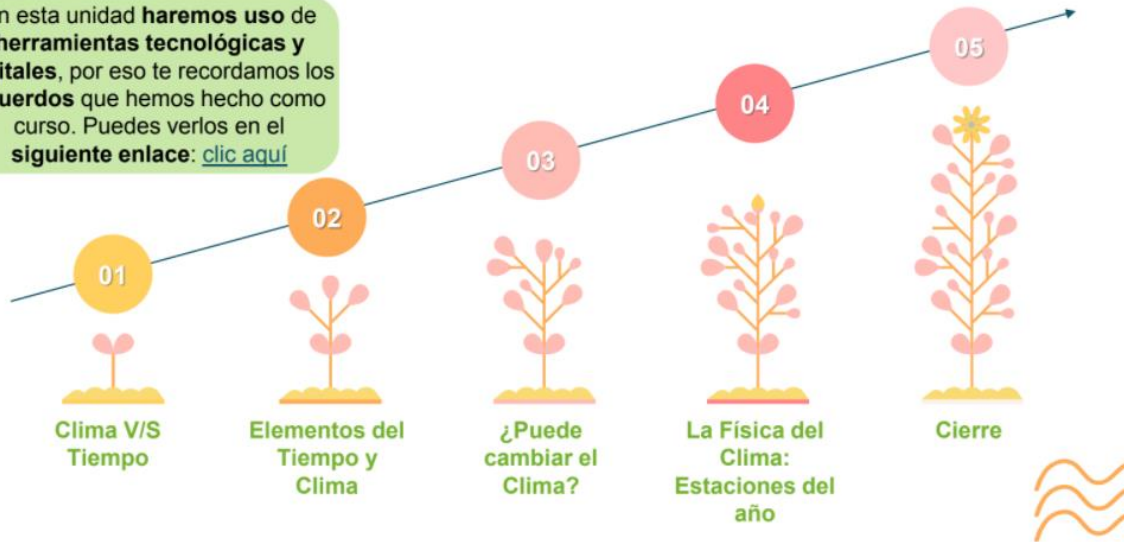 n esta unidad haremos uso de
herramientas tecnológicas y
itales, por eso te recordamos los
uerdos que hemos hecho como
curso. Puedes verlos en el
siguiente enlace: clic aquí
01
02
03
04
05
Clima V/S
Tiempo
Elementos del
Tiempo y
Clima
¿Puede
cambiar el
Clima?
La Física del
Clima:
Estaciones del
año
Cierre